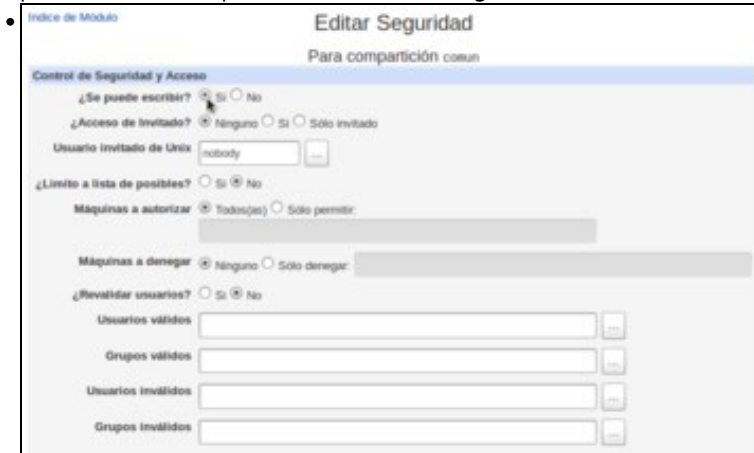 Indice de Módulo
Editar Seguridad
Para compartición comun
Control de Seguridad y Acceso
¿Se puede escribir? Si No
¿Acceso de Invitado? Ninguno Si Sólo invitado
Usuario invitado de Unix nobody ...
¿Limito a lista de posibles? Si No
Máquinas a autorizar Todos(as) Sólo permitir:
Máquinas a denegar Ninguno Sólo denegar:
¿Revalidar usuarios? Si No
Usuarios válidos ...
Grupos válidos ...
Usuarios inválidos ...
Grupos inválidos ...